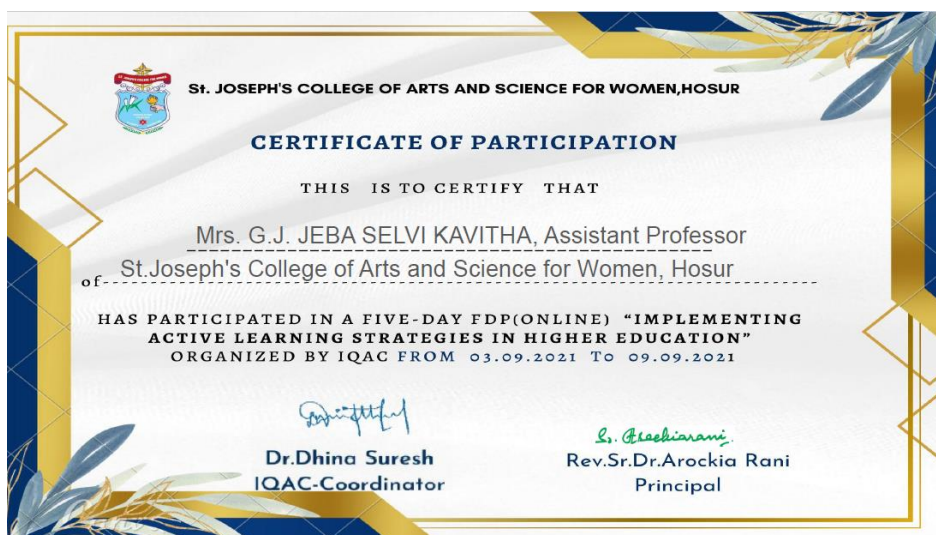 St. JOSEPH'S COLLEGE OF ARTS AND SCIENCE FOR WOMEN,HOSUR
CERTIFICATE OF PARTICIPATION
THIS IS TO CERTIFY THAT
Mrs. G.J. JEBA SELVI KAVITHA, Assistant Professor
of St.Joseph's College of Arts and Science for Women, Hosur
HAS PARTICIPATED IN A FIVE-DAY FDP(ONLINE) “IMPLEMENTING
ACTIVE LEARNING STRATEGIES IN HIGHER EDUCATION”
ORGANIZED BY IQAC FROM 03.09.2021 TO 09.09.2021
Dr.Dhina Suresh
IQAC-Coordinator
Rev.Sr.Dr.Arockia Rani
Principal